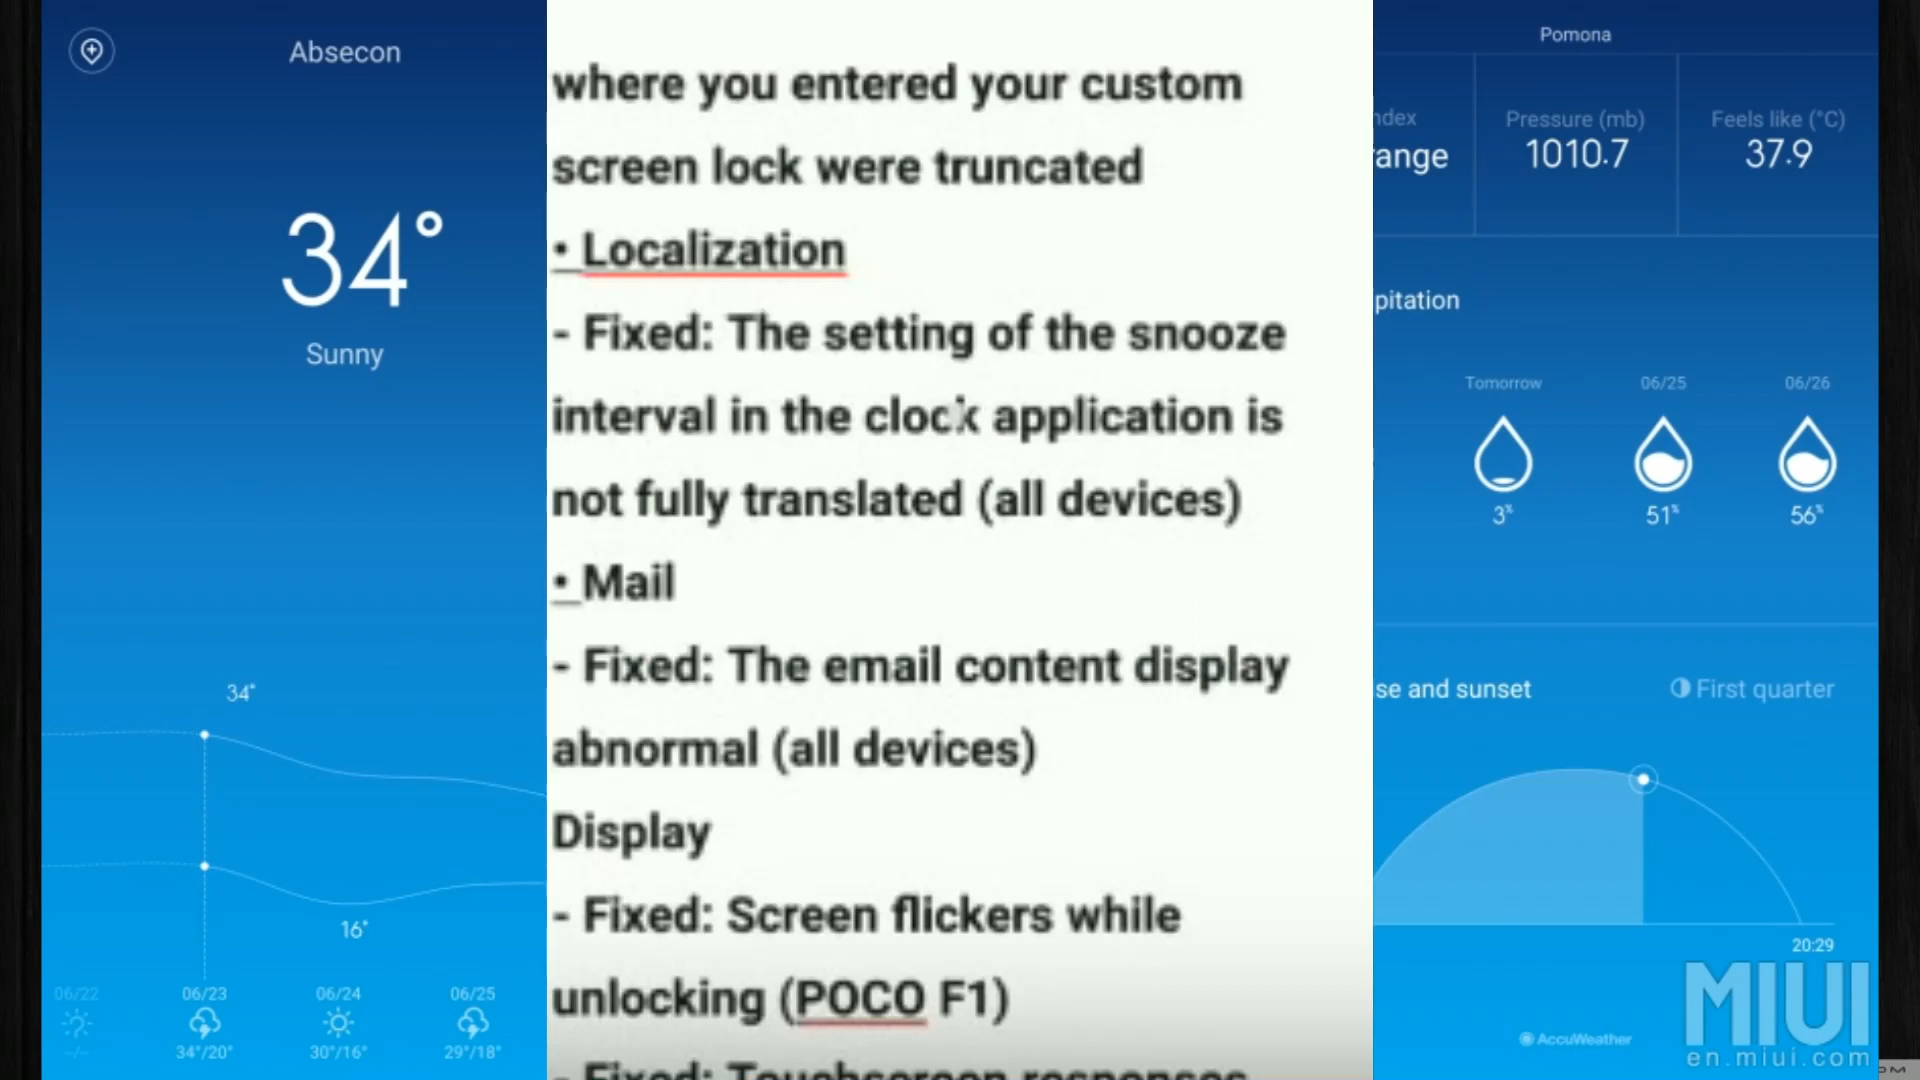 Absecon
34°
Sunny
34°
16°
06/22
06/23
06/24
06/25
-/-
34°/20°
30°/16°
29°/18°
where you entered your custom
screen lock were truncated
• Localization
- Fixed: The setting of the snooze
interval in the clock application is
not fully translated (all devices)
• Mail
- Fixed: The email content display
abnormal (all devices)
Display
- Fixed: Screen flickers while
unlocking (POCO F1)
- Fixed: Touchscreen responses
Pomona
ndex
Pressure (mb)
Feels like (°C)
range
1010.7
37.9
pitation
Tomorrow
06/25
06/26
3%
51%
56%
se and sunset
First quarter
20:29
AccuWeather
MIUI
en.miui.com